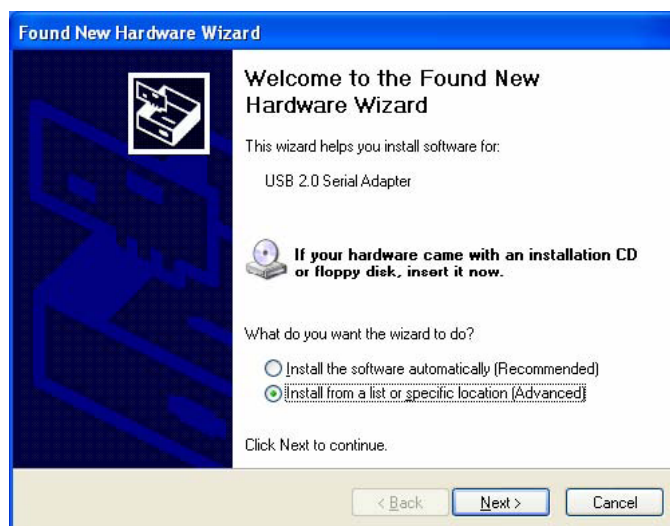 Found New Hardware Wizard
Welcome to the Found New
Hardware Wizard
This wizard helps you install software for:
USB 2.0 Serial Adapter
If your hardware came with an installation CD
or floppy disk, insert it now.
What do you want the wizard to do?
Install the software automatically (Recommended)
Install from a list or specific location (Advanced)
Click Next to continue.
< Back
Next >
Cancel